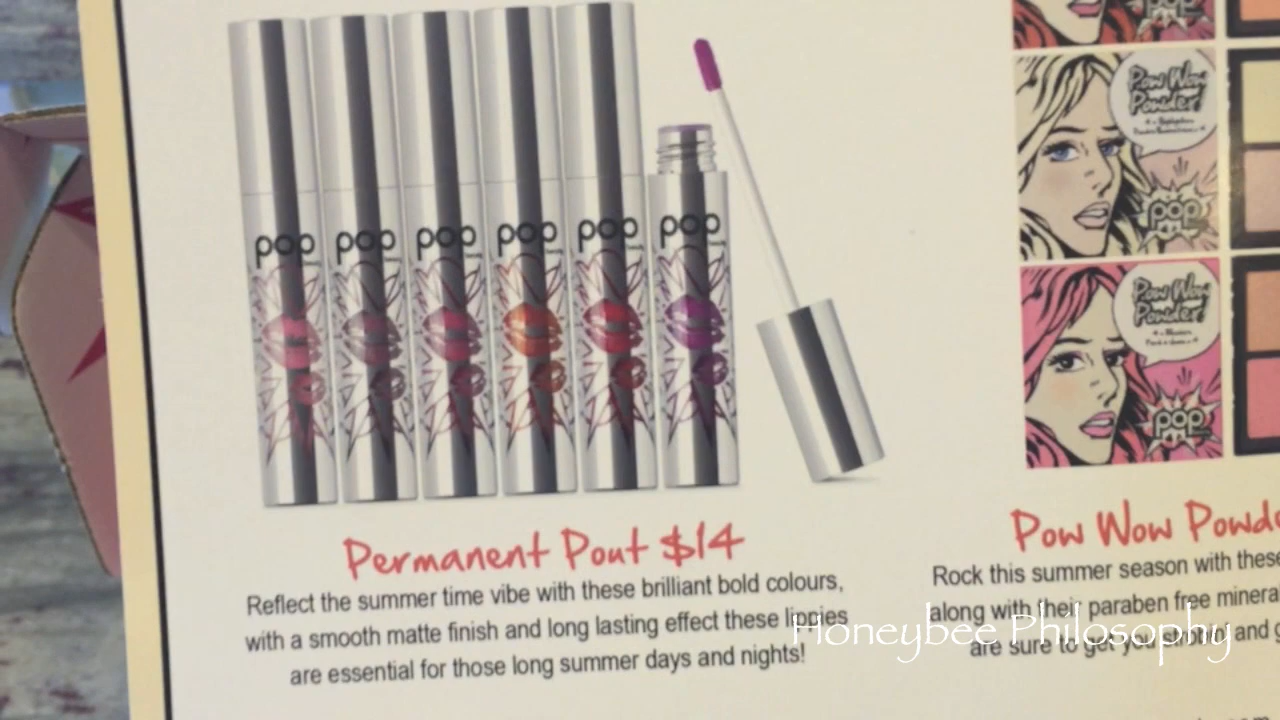 pop pop pop pop pop pop
Permanent Pout $14
Reflect the summer time vibe with these brilliant bold colours,
with a smooth matte finish and long lasting effect these lippies
are essential for those long summer days and nights!
Pow Wow
Powder!
pop
Pow Wow
Powder!
pop
Pow Wow
Rock this summer season with these
along with their paraben free
are sure to get you and
Honeybee Philosophy